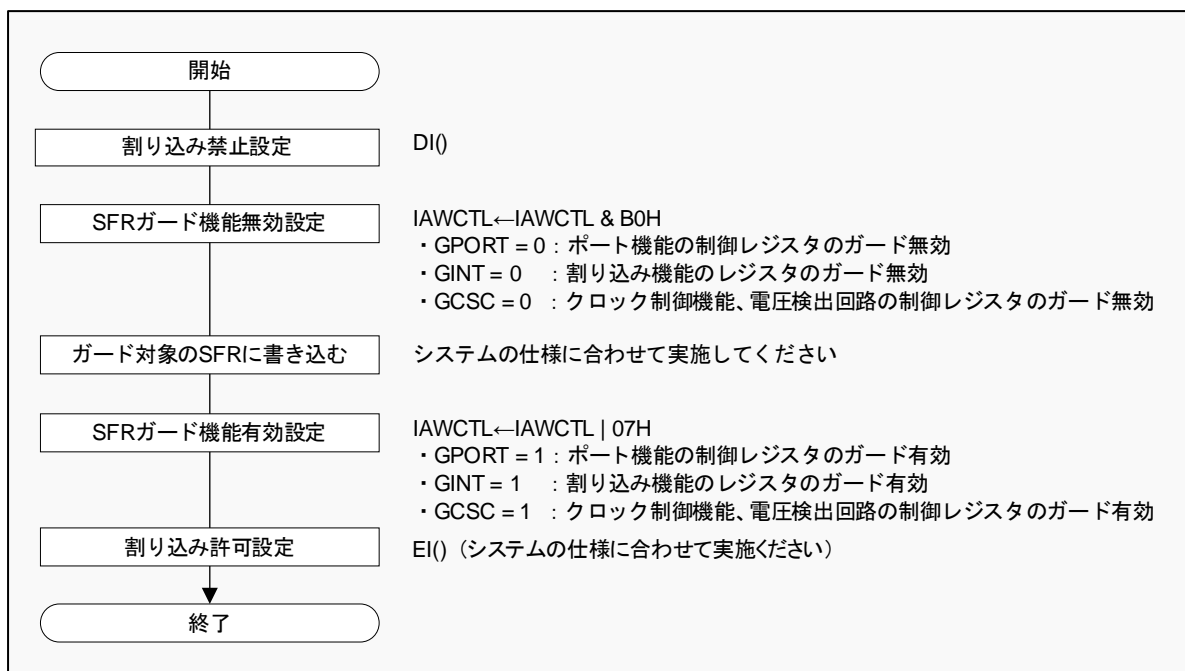 開始
割り込み禁止設定 DI()
SFRガード機能無効設定 IAWCTL←IAWCTL & B0H
・GPORT = 0：ポート機能の制御レジスタのガード無効
・GINT = 0 ：割り込み機能のレジスタのガード無効
・GCSC = 0 ：クロック制御機能、電圧検出回路の制御レジスタのガード無効
ガード対象のSFRに書き込む システムの仕様に合わせて実施してください
SFRガード機能有効設定 IAWCTL←IAWCTL | 07H
・GPORT = 1：ポート機能の制御レジスタのガード有効
・GINT = 1 ：割り込み機能のレジスタのガード有効
・GCSC = 1 ：クロック制御機能、電圧検出回路の制御レジスタのガード有効
割り込み許可設定 EI()（システムの仕様に合わせて実施ください）
終了